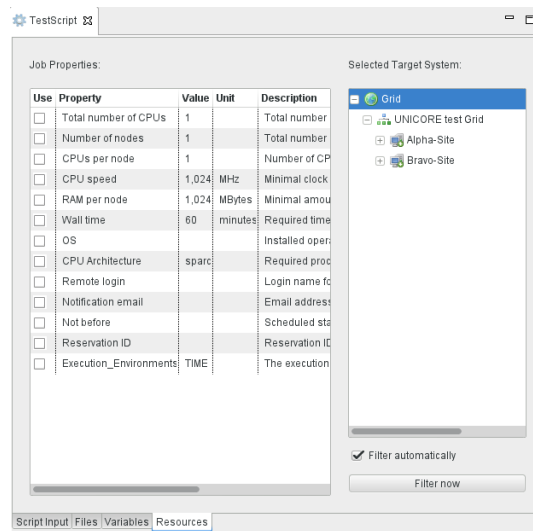 TestScript
Job Properties:
Selected Target System:
Use Property Value Unit Description
Total number of CPUs 1 Total number
Number of nodes 1 Total number
CPUs per node 1 Number of CP
CPU speed 1,024 MHz Minimal clock
RAM per node 1,024 MBytes Minimal amou
Wall time 60 minutes Required time
OS Installed oper
CPU Architecture sparc Required proc
Remote login Login name fo
Notification email Email address
Not before Scheduled sta
Reservation ID Reservation ID
Execution_Environments TIME The execution
Grid
UNICORE test Grid
Alpha-Site
Bravo-Site
Filter automatically
Filter now
Script Input Files Variables Resources